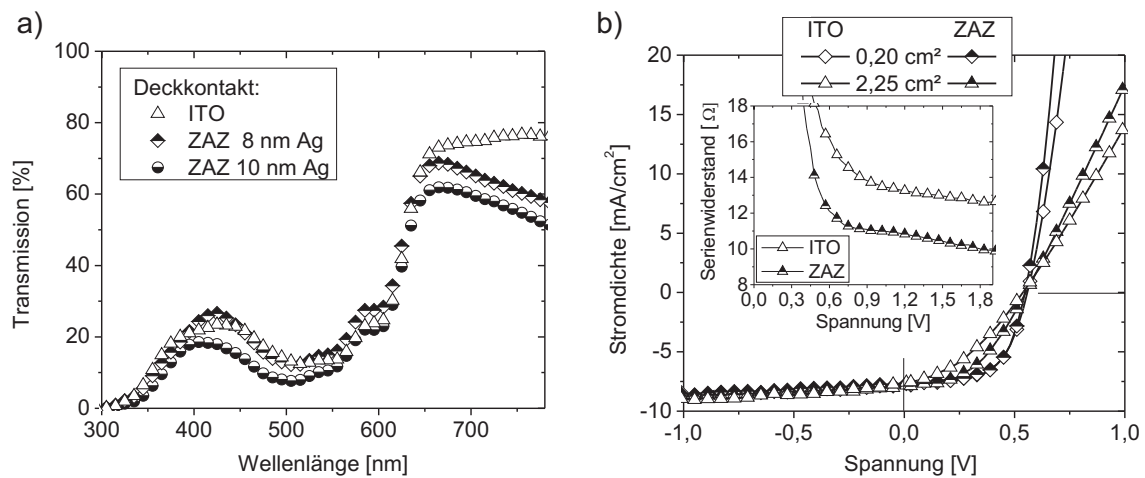 a)
100
80
60
40
20
0
Transmission [%]
Deckkontakt:
ITO
ZAZ 8 nm Ag
ZAZ 10 nm Ag
300 400 500 600 700
Wellenlänge [nm]
b)
ITO ZAZ
0,20 cm²
2,25 cm²
20
15
10
5
0
-5
-10
Stromdichte [mA/cm²]
18
16
14
12
10
8
Serienwiderstand [Ω]
ITO
ZAZ
0,0 0,3 0,6 0,9 1,2 1,5 1,8
Spannung [V]
-1,0 -0,5 0,0 0,5 1,0
Spannung [V]